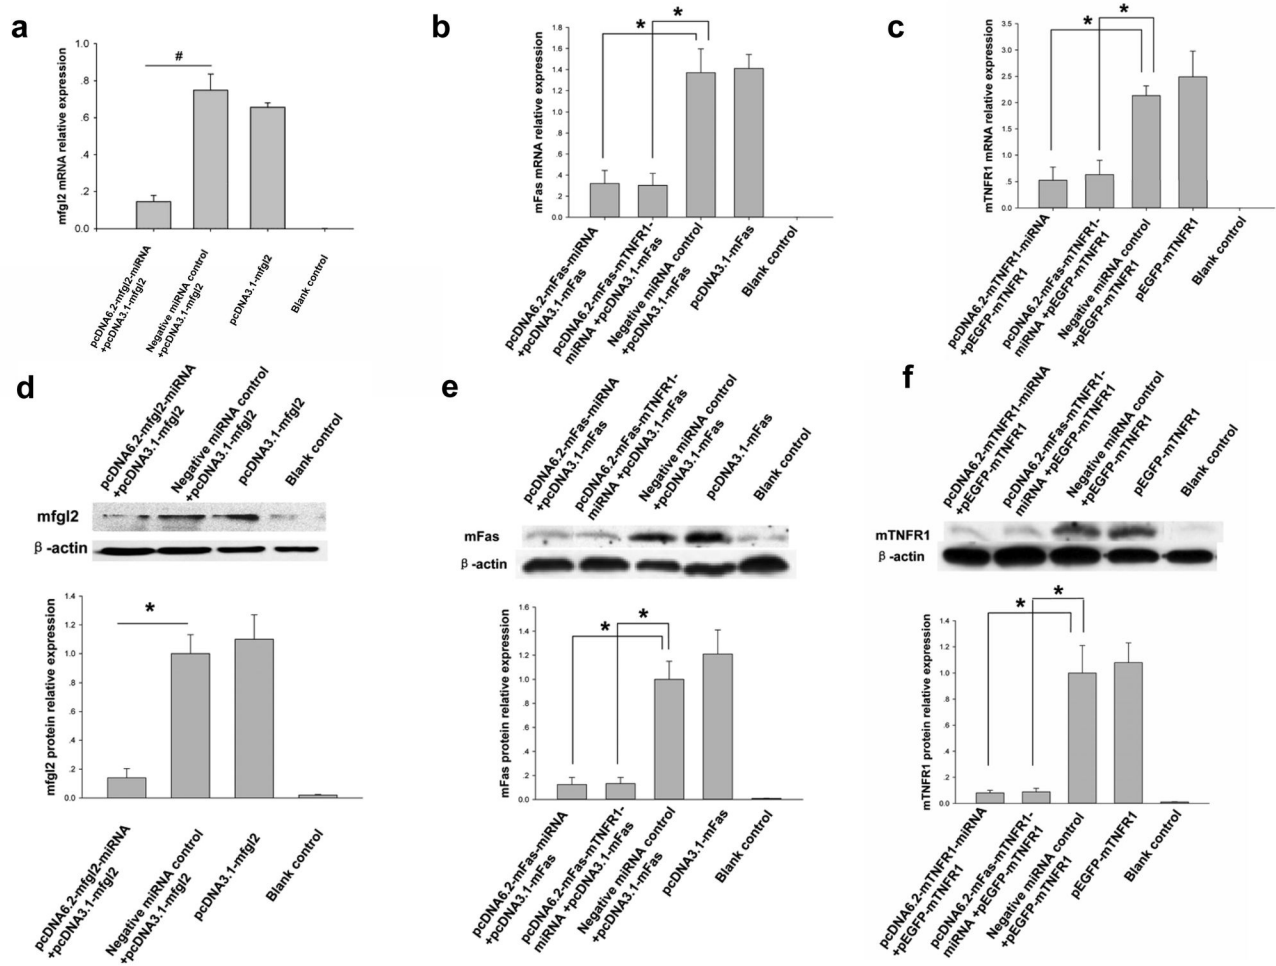 a
#
mfgl2 mRNA relative expression
1.0
.8
.6
.4
.2
0.0
pcDNA6.2-mfgl2-miRNA
+pcDNA3.1-mfgl2
Negative miRNA control
+pcDNA3.1-mfgl2
pcDNA3.1-mfgl2
Blank control
b
*
*
mFas mRNA relative expression
1.8
1.6
1.4
1.2
1.0
.8
.6
.4
.2
0.0
pcDNA6.2-mFas-miRNA
+pcDNA3.1-mFas
pcDNA6.2-mFas-mTNFR1-
miRNA +pcDNA3.1-mFas
Negative miRNA control
+pcDNA3.1-mFas
pcDNA3.1-mFas
Blank control
c
*
*
mTNFR1 mRNA relative expression
3.5
3.0
2.5
2.0
1.5
1.0
.5
0.0
pcDNA6.2-mTNFR1-miRNA
+pEGFP-mTNFR1
pcDNA6.2-mFas-mTNFR1-
miRNA +pEGFP-mTNFR1
Negative miRNA control
+pEGFP-mTNFR1
pEGFP-mTNFR1
Blank control
d
pcDNA6.2-mfgl2-miRNA
+pcDNA3.1-mfgl2
Negative miRNA control
+pcDNA3.1-mfgl2
pcDNA3.1-mfgl2
Blank control
mfgl2
β-actin
*
mfgl2 protein relative expression
1.4
1.2
1.0
.8
.6
.4
.2
0.0
pcDNA6.2-mfgl2-miRNA
+pcDNA3.1-mfgl2
Negative miRNA control
+pcDNA3.1-mfgl2
pcDNA3.1-mfgl2
Blank control
e
pcDNA6.2-mFas-miRNA
+pcDNA3.1-mFas
pcDNA6.2-mFas-mTNFR1-
miRNA +pcDNA3.1-mFas
Negative miRNA control
+pcDNA3.1-mFas
pcDNA3.1-mFas
Blank control
mFas
β-actin
*
*
mFas protein relative expression
1.6
1.4
1.2
1.0
.8
.6
.4
.2
0.0
pcDNA6.2-mFas-miRNA
+pcDNA3.1-mFas
pcDNA6.2-mFas-mTNFR1-
miRNA +pcDNA3.1-mFas
Negative miRNA control
+pcDNA3.1-mFas
pcDNA3.1-mFas
Blank control
f
pcDNA6.2-mTNFR1-miRNA
+pEGFP-mTNFR1
pcDNA6.2-mFas-mTNFR1-
miRNA +pEGFP-mTNFR1
Negative miRNA control
+pEGFP-mTNFR1
pEGFP-mTNFR1
Blank control
mTNFR1
β-actin
*
*
mTNFR1 protein relative expression
1.4
1.2
1.0
.8
.6
.4
.2
0.0
pcDNA6.2-mTNFR1-miRNA
+pEGFP-mTNFR1
pcDNA6.2-mFas-mTNFR1-
miRNA +pEGFP-mTNFR1
Negative miRNA control
+pEGFP-mTNFR1
pEGFP-mTNFR1
Blank control